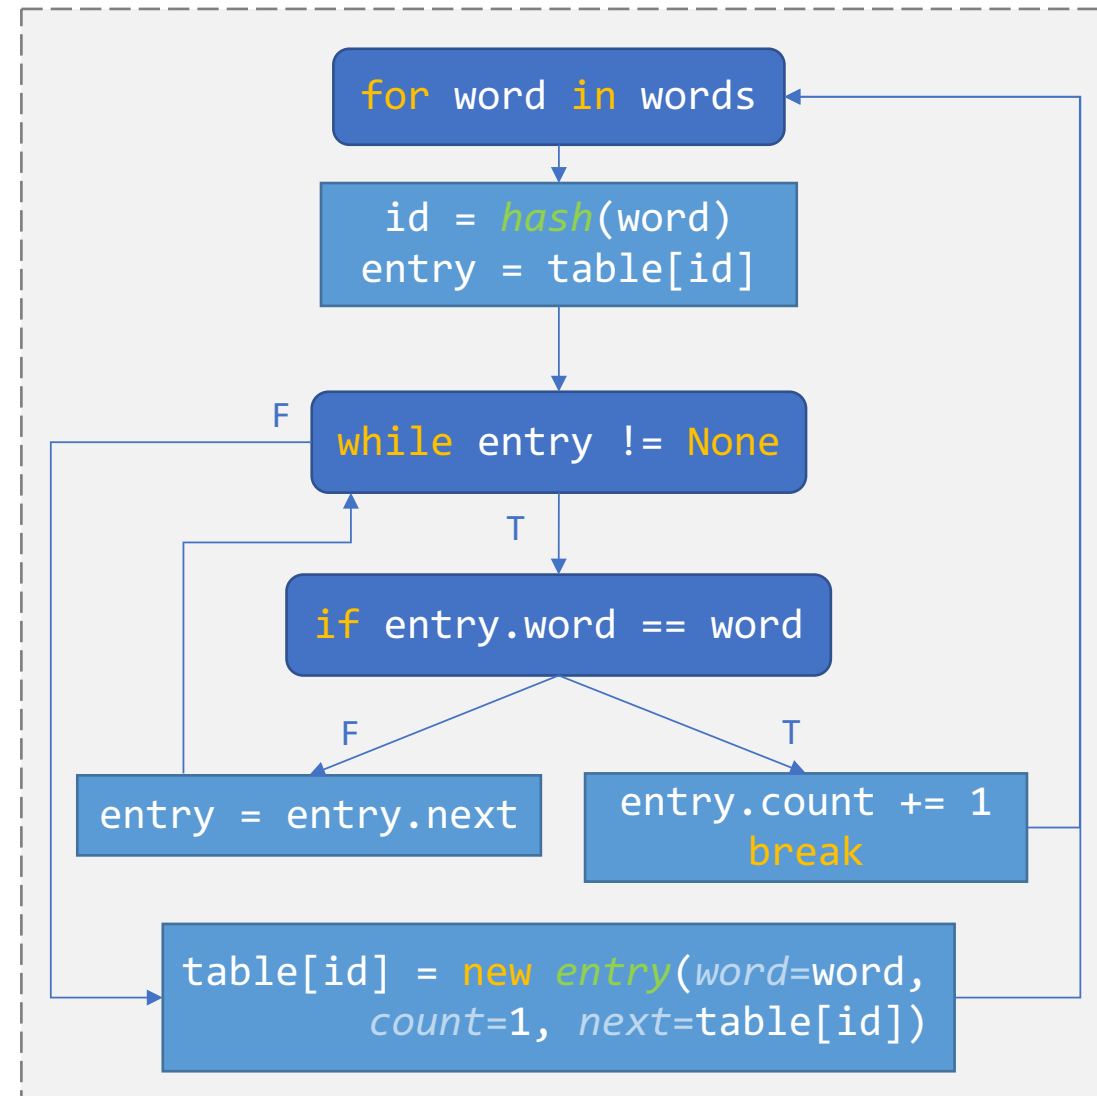 for word in words
id = hash(word)
entry = table[id]
F
while entry != None
T
if entry.word == word
F
T
entry = entry.next
entry.count += 1
break
table[id] = new entry(word=word,
count=1, next=table[id])